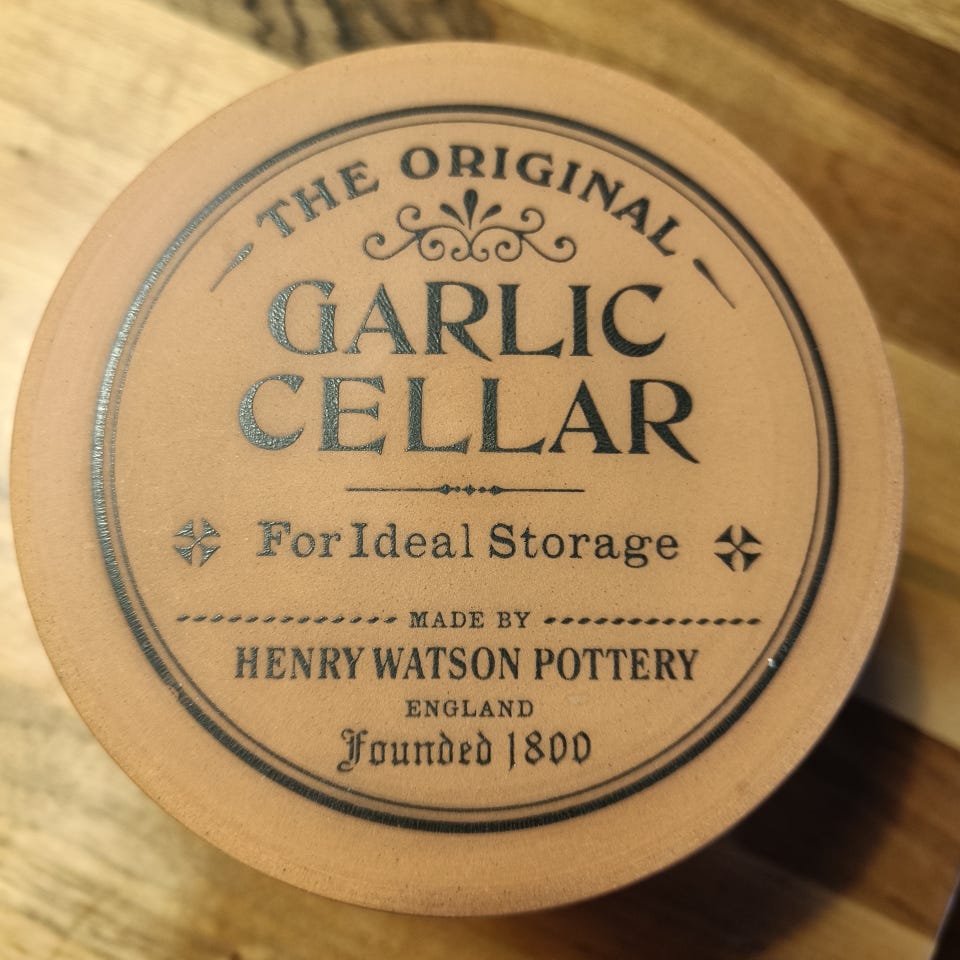 THE ORIGINAL
GARLIC
CELLAR
For Ideal Storage
MADE BY
HENRY WATSON POTTERY
ENGLAND
Founded 1800